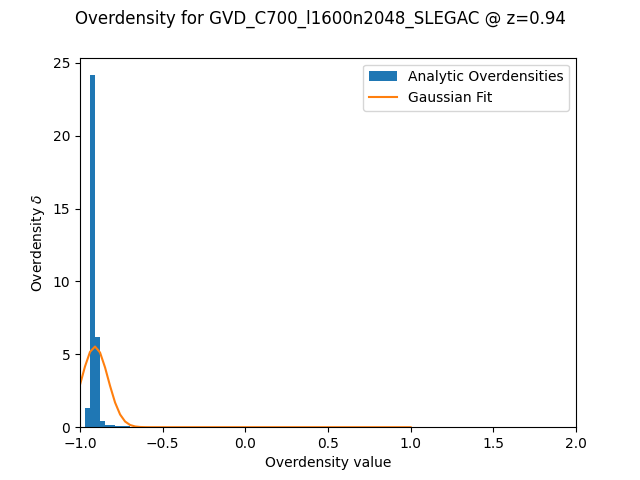 Overdensity for GVD_C700_l1600n2048_SLEGAC @ z=0.94
Analytic Overdensities
Gaussian Fit
Overdensity δ
25
20
15
10
5
0
−1.0 −0.5 0.0 0.5 1.0 1.5 2.0
Overdensity value